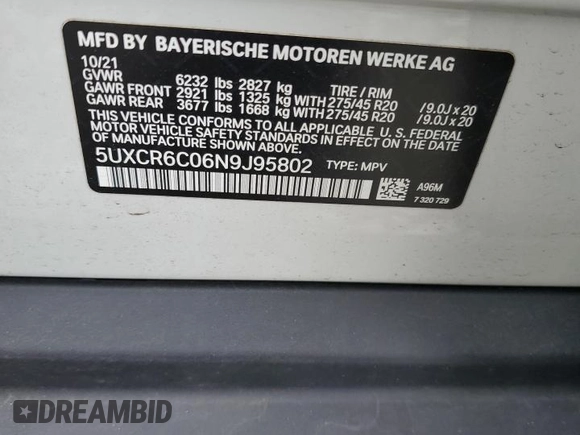 MFD BY BAYERISCHE MOTOREN WERKE AG
10/21
GVWR 6232 lbs 2827 kg TIRE / RIM
GAWR FRONT 2921 lbs 1325 kg WITH 275/45 R20 / 9.0J x 20
GAWR REAR 3677 lbs 1668 kg WITH 275/45 R20 / 9.0J x 20
THIS VEHICLE CONFORMS TO ALL APPLICABLE U. S. FEDERAL
MOTOR VEHICLE SAFETY STANDARDS IN EFFECT ON THE DATE
OF MANUFACTURE SHOWN ABOVE.
5UXCR6C06N9J95802 TYPE: MPV
A96M
7 320 729
DREAMBID